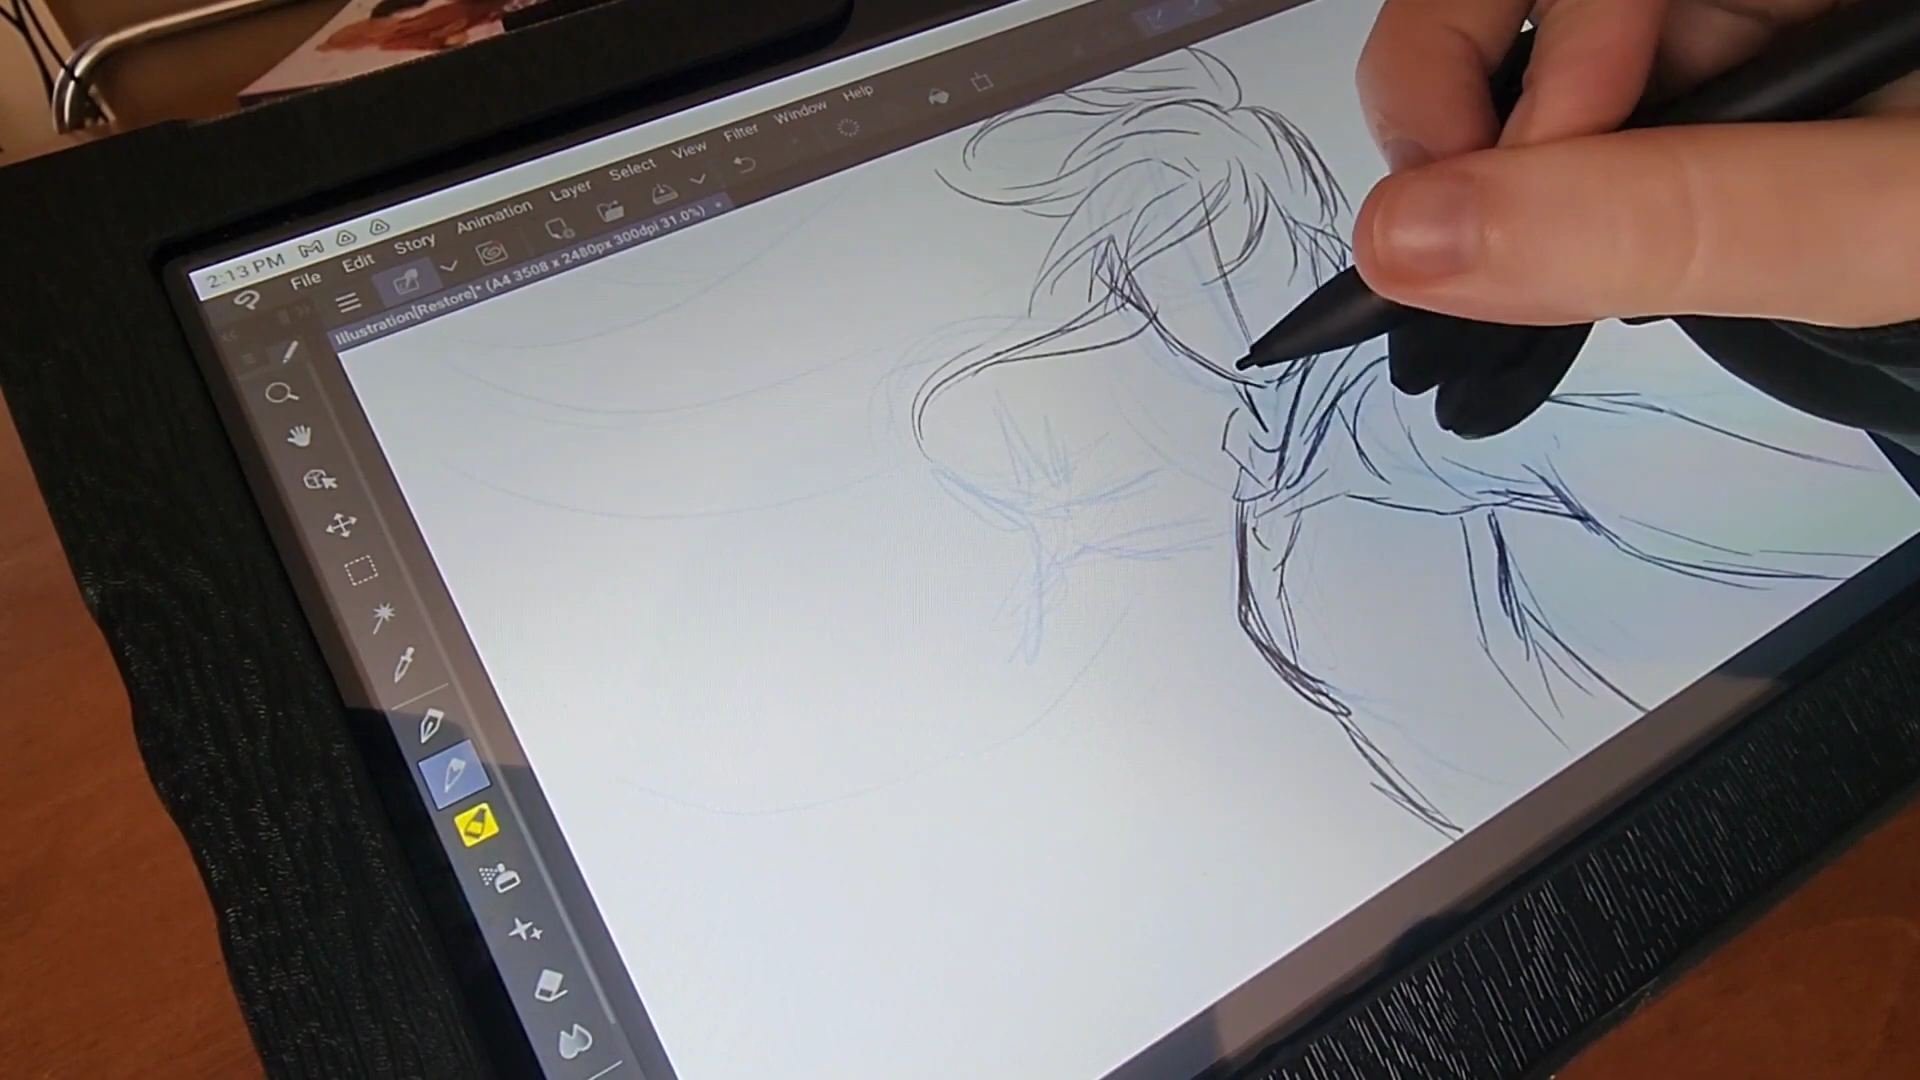 2:13 PM
File Edit Story Animation Layer Select View Filter Window Help
Illustration[Restore]* (A4 3508 x 2480px 300dpi 31.0%)